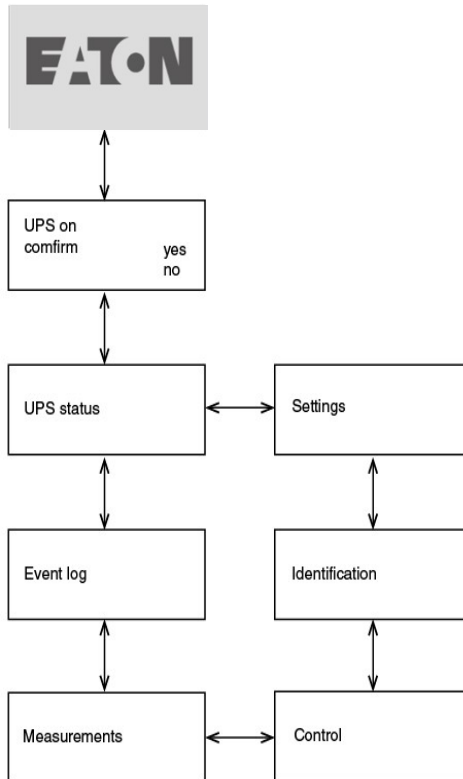 EATON
UPS on
comfirm
yes
no
UPS status
Settings
Event log
Identification
Measurements
Control